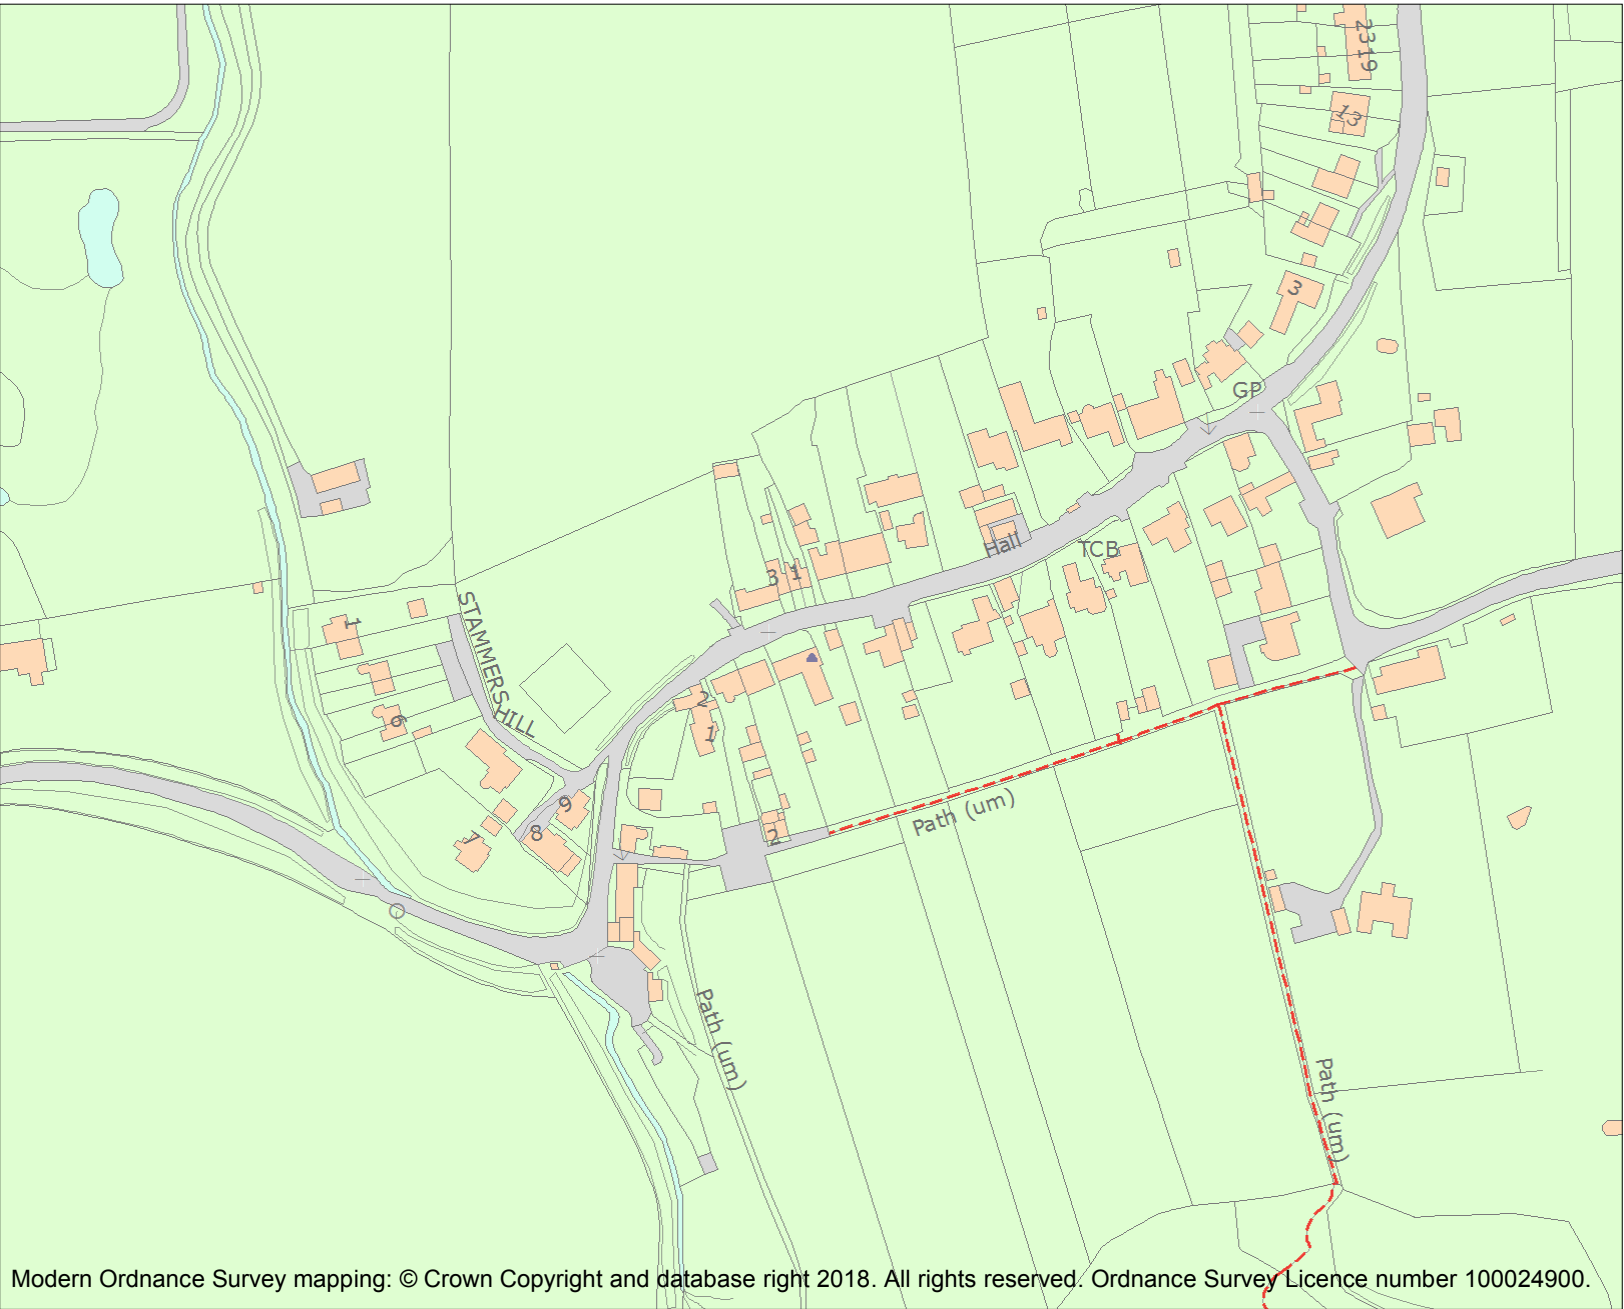 2319
13
3
GP
Hall
TCB
3 1
STAMMERS HILL
1
6
2
1
9
8
7
2
Path (um)
Path (um)
Path (um)
Modern Ordnance Survey mapping: © Crown Copyright and database right 2018. All rights reserved. Ordnance Survey Licence number 100024900.